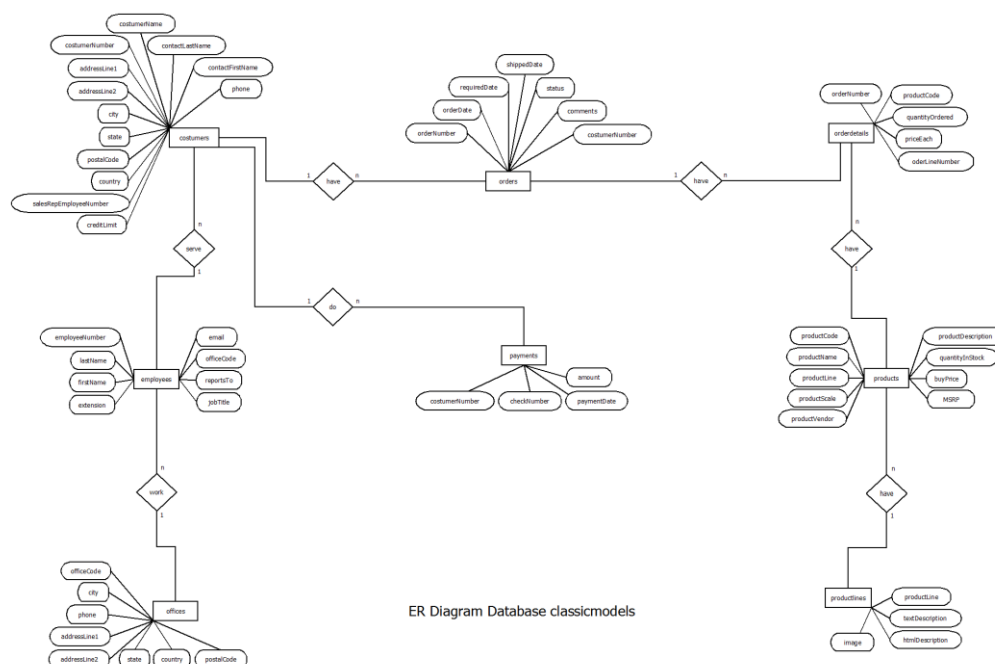 costumerName
costumerNumber
contactLastName
addressLine1
contactFirstName
addressLine2
phone
city
state
postalCode
country
salesRepEmployeeNumber
creditLimit
costumers
shippedDate
requiredDate
status
orderDate
comments
orderNumber
costumerNumber
orders
orderNumber
productCode
quantityOrdered
priceEach
oderLineNumber
orderdetails
1
have
n
1
have
n
n
serve
1
1
do
n
n
have
1
employeeNumber
email
lastName
officeCode
firstName
reportsTo
extension
jobTitle
employees
payments
amount
costumerNumber
checkNumber
paymentDate
productCode
productDescription
productName
quantityInStock
productLine
buyPrice
productScale
MSRP
productVendor
products
n
work
1
n
have
1
officeCode
city
phone
addressLine1
addressLine2
state
country
postalCode
offices
ER Diagram Database classicmodels
productlines
productLine
textDescription
htmlDescription
image